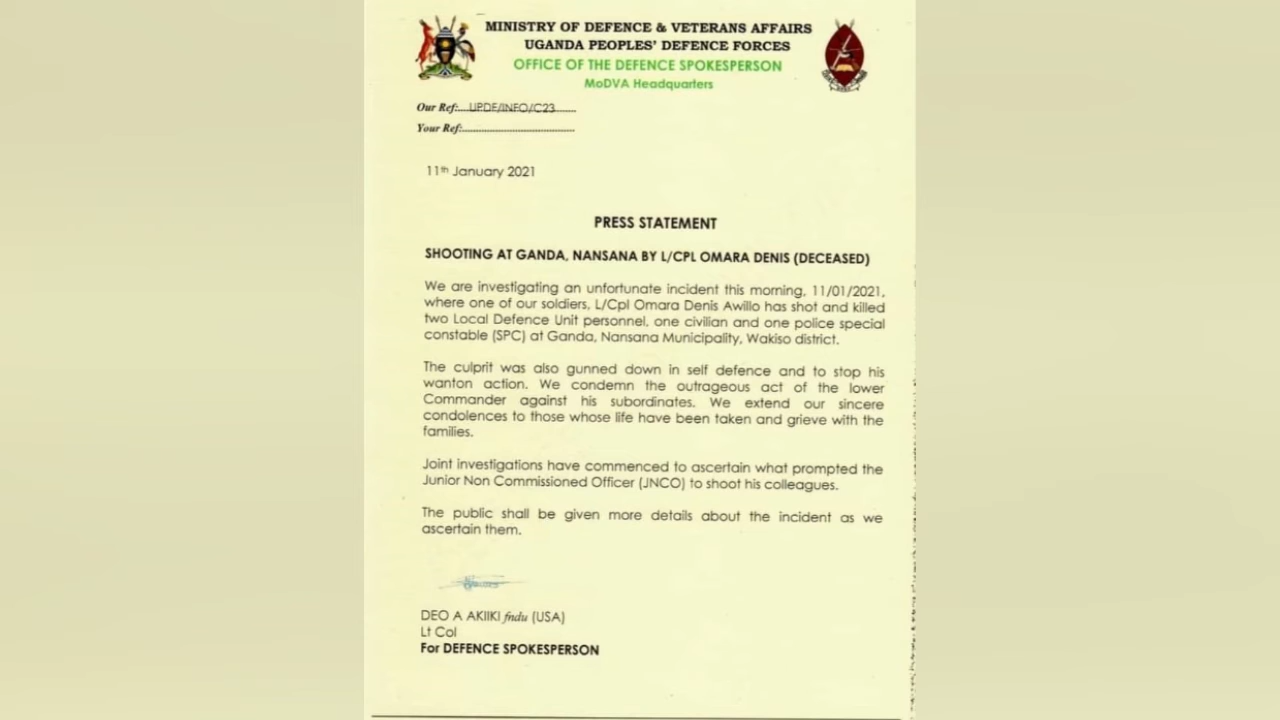 MINISTRY OF DEFENCE & VETERANS AFFAIRS
UGANDA PEOPLES' DEFENCE FORCES
OFFICE OF THE DEFENCE SPOKESPERSON
MoDVA Headquarters
Our Ref:....UPDF/INFO/C23......
Your Ref:......................................
11th January 2021
PRESS STATEMENT
SHOOTING AT GANDA, NANSANA BY L/CPL OMARA DENIS (DECEASED)
We are investigating an unfortunate incident this morning, 11/01/2021,
where one of our soldiers, L/Cpl Omara Denis Awillo has shot and killed
two Local Defence Unit personnel, one civilian and one police special
constable (SPC) at Ganda, Nansana Municipality, Wakiso district.
The culprit was also gunned down in self defence and to stop his
wanton action. We condemn the outrageous act of the lower
Commander against his subordinates. We extend our sincere
condolences to those whose life have been taken and grieve with the
families.
Joint investigations have commenced to ascertain what prompted the
Junior Non Commissioned Officer (JNCO) to shoot his colleagues.
The public shall be given more details about the incident as we
ascertain them.
DEO A AKIIKI fndu (USA)
Lt Col
For DEFENCE SPOKESPERSON